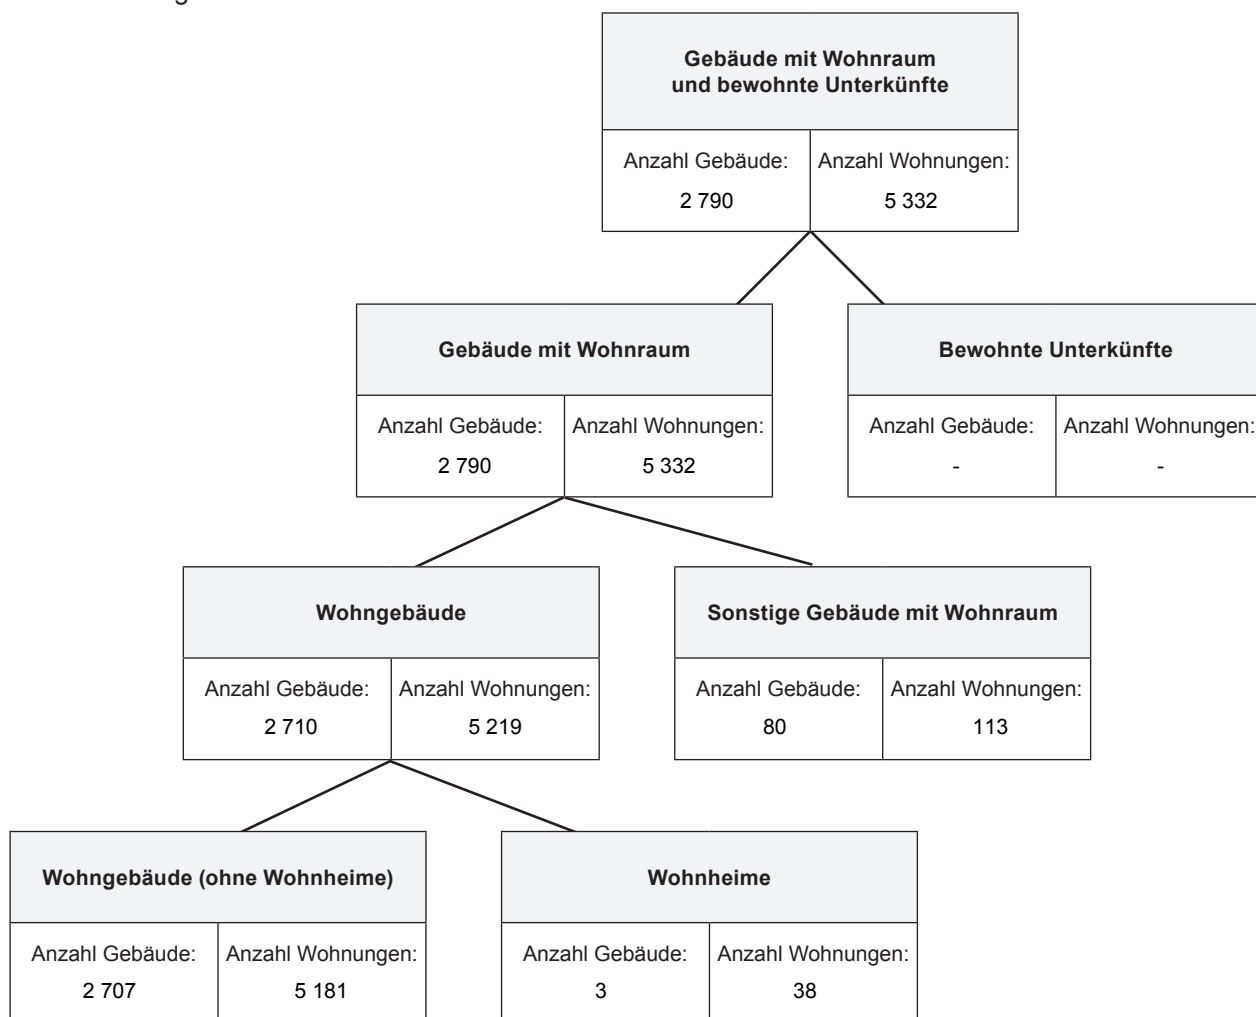 Gebäude mit Wohnraum
und bewohnte Unterkünfte
Anzahl Gebäude: Anzahl Wohnungen:
2 790 5 332
Gebäude mit Wohnraum Bewohnte Unterkünfte
Anzahl Gebäude: Anzahl Wohnungen: Anzahl Gebäude: Anzahl Wohnungen:
2 790 5 332 - -
Wohngebäude Sonstige Gebäude mit Wohnraum
Anzahl Gebäude: Anzahl Wohnungen: Anzahl Gebäude: Anzahl Wohnungen:
2 710 5 219 80 113
Wohngebäude (ohne Wohnheime) Wohnheime
Anzahl Gebäude: Anzahl Wohnungen: Anzahl Gebäude: Anzahl Wohnungen:
2 707 5 181 3 38